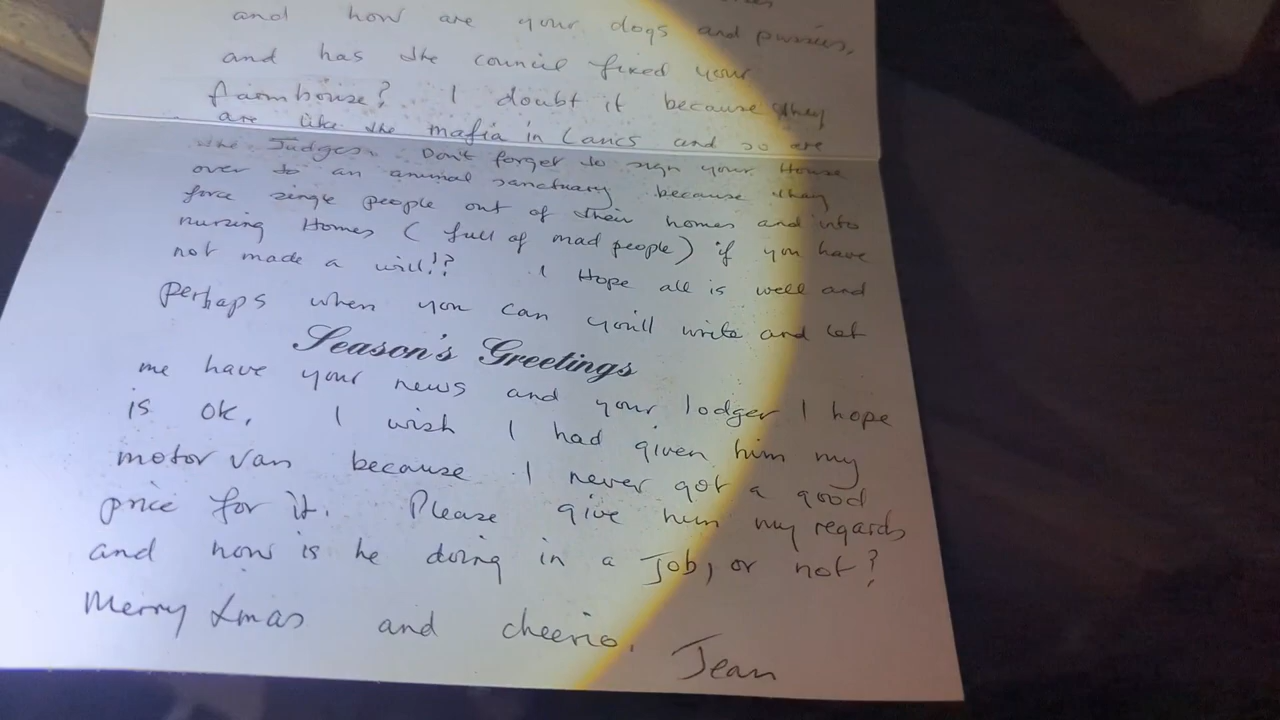 and how are your dogs and pussies,
and has the council fixed your
farmhouse? I doubt it because they
are like the mafia in Lancs and so are
the Judges. Don't forget to sign your House
over to an animal sanctuary because they
force single people out of their homes and into
nursing Homes (full of mad people) if you have
not made a will!? I Hope all is well and
perhaps when you can you'll write and let
Season's Greetings
me have your news and your lodger I hope
is ok. I wish I had given him my
motor van because I never got a good
price for it. Please give him my regards
and how is he doing in a Job, or not?
Merry Xmas and cheerio. Jean